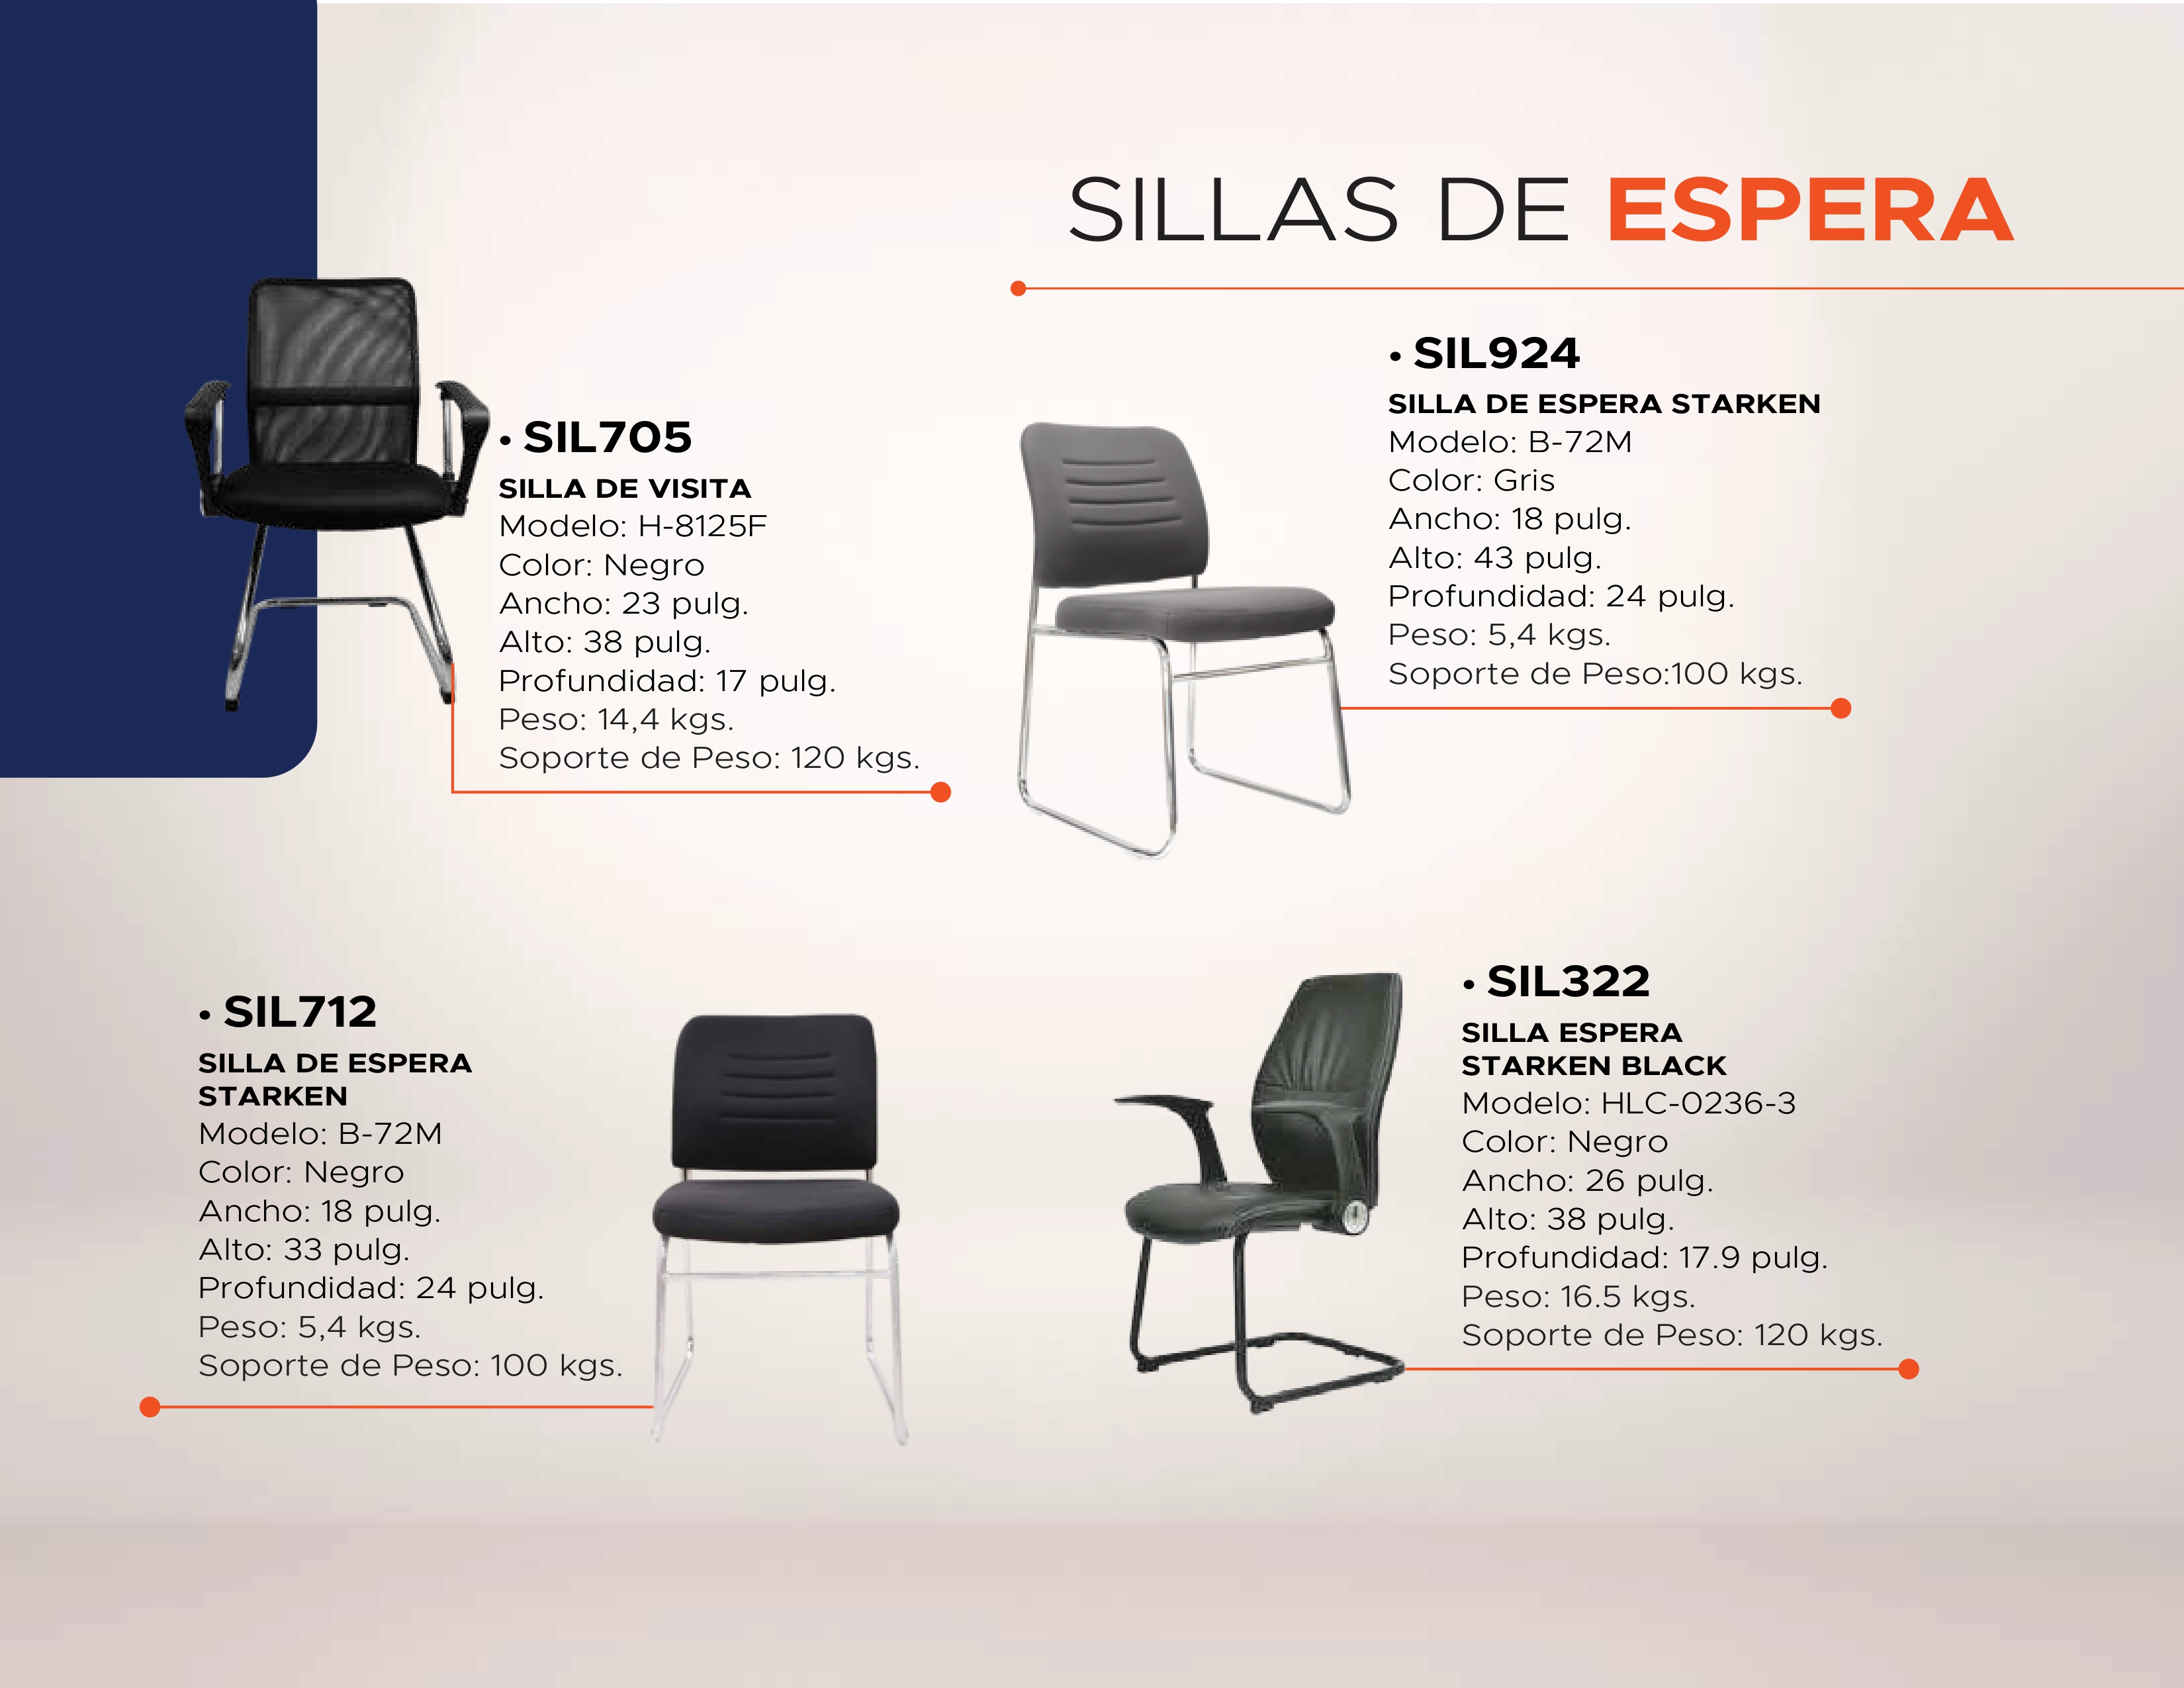 SILLAS DE ESPERA
• SIL705
SILLA DE VISITA
Modelo: H-8125F
Color: Negro
Ancho: 23 pulg.
Alto: 38 pulg.
Profundidad: 17 pulg.
Peso: 14,4 kgs.
Soporte de Peso: 120 kgs.
• SIL924
SILLA DE ESPERA STARKEN
Modelo: B-72M
Color: Gris
Ancho: 18 pulg.
Alto: 43 pulg.
Profundidad: 24 pulg.
Peso: 5,4 kgs.
Soporte de Peso:100 kgs.
• SIL712
SILLA DE ESPERA
STARKEN
Modelo: B-72M
Color: Negro
Ancho: 18 pulg.
Alto: 33 pulg.
Profundidad: 24 pulg.
Peso: 5,4 kgs.
Soporte de Peso: 100 kgs.
• SIL322
SILLA ESPERA
STARKEN BLACK
Modelo: HLC-0236-3
Color: Negro
Ancho: 26 pulg.
Alto: 38 pulg.
Profundidad: 17.9 pulg.
Peso: 16.5 kgs.
Soporte de Peso: 120 kgs.